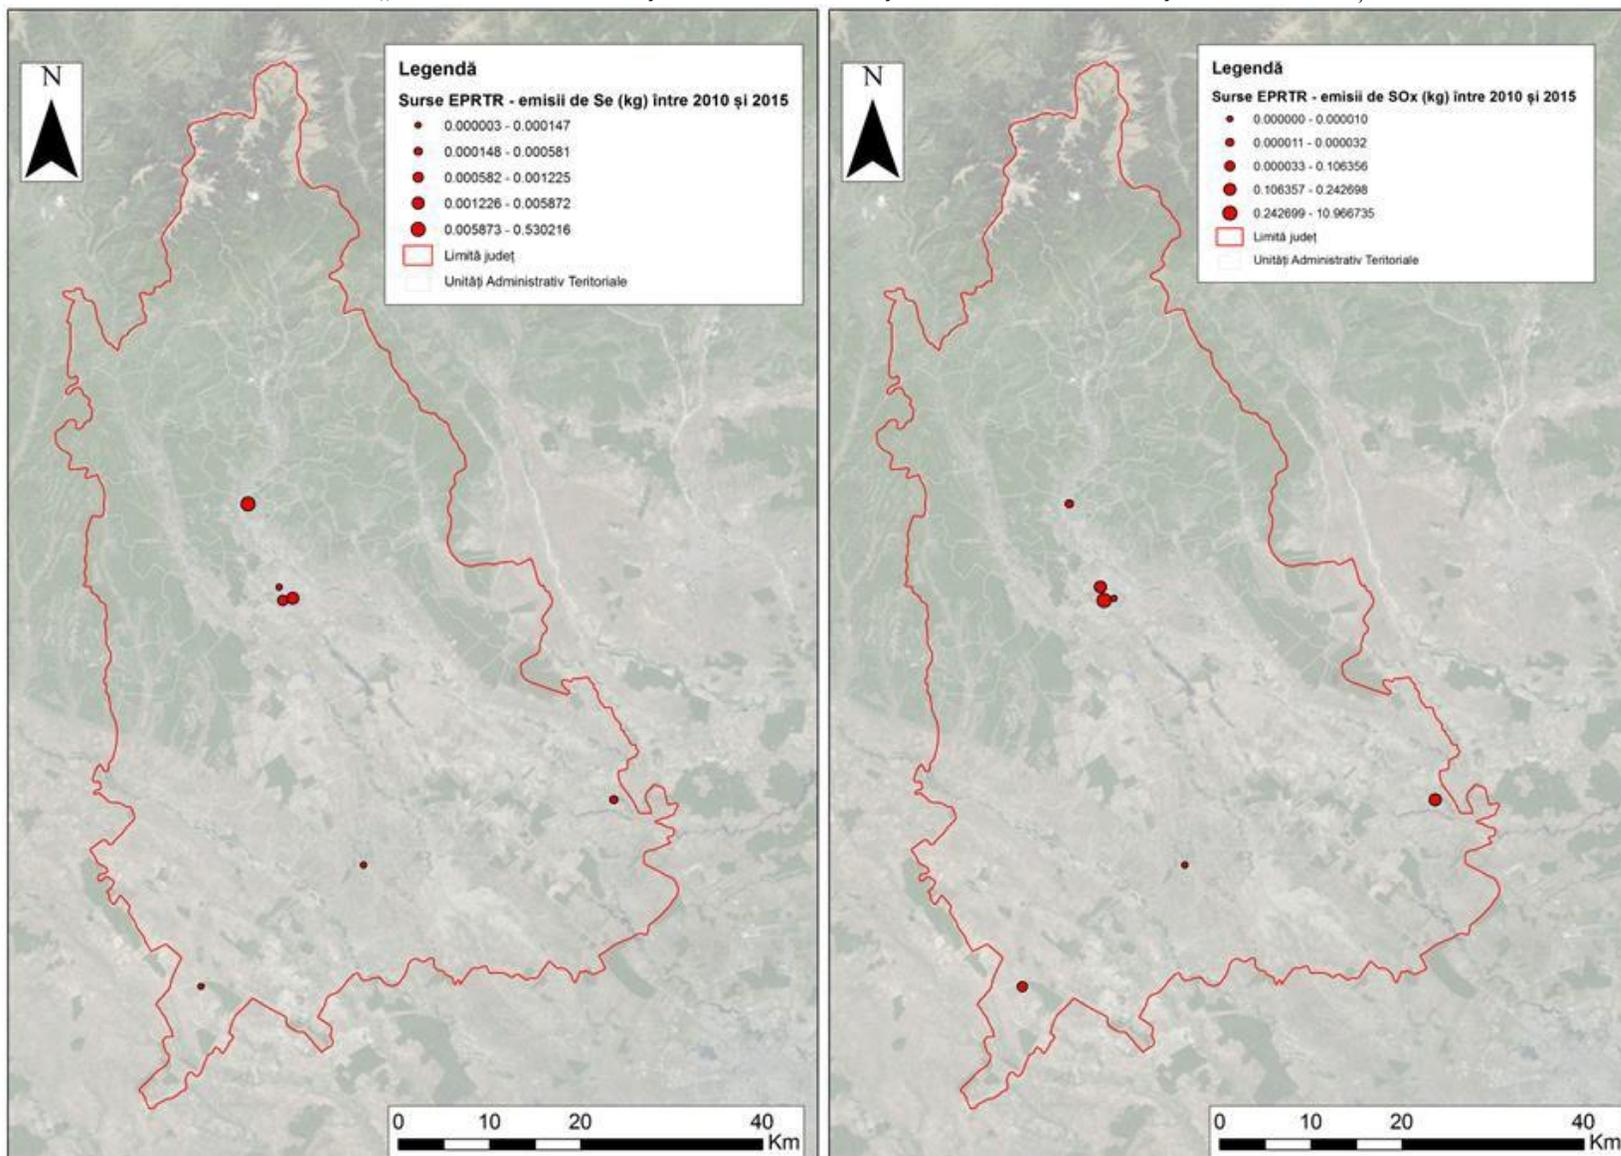 N
Legendă
Surse EPRTR - emisii de Se (kg) între 2010 și 2015
0.000003 - 0.000147
0.000148 - 0.000581
0.000582 - 0.001225
0.001226 - 0.005872
0.005873 - 0.530216
Limită județ
Unități Administrativ Teritoriale
0 10 20 40
Km
N
Legendă
Surse EPRTR - emisii de SOx (kg) între 2010 și 2015
0.000000 - 0.000010
0.000011 - 0.000032
0.000033 - 0.106356
0.106357 - 0.242698
0.242699 - 10.966735
Limită județ
Unități Administrativ Teritoriale
0 10 20 40
Km